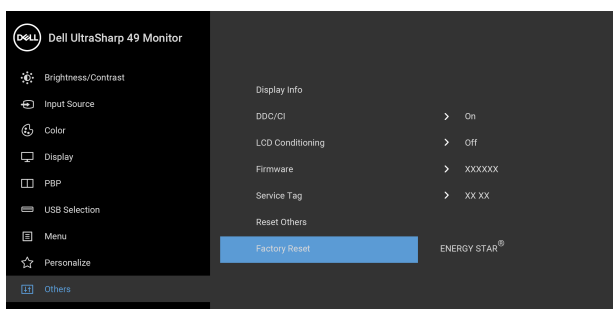 DELL Dell UltraSharp 49 Monitor
Brightness/Contrast
Input Source
Color
Display
PBP
USB Selection
Menu
Personalize
Others
Display Info
DDC/CI > On
LCD Conditioning > Off
Firmware > XXXXXX
Service Tag > XX XX
Reset Others
Factory Reset ENERGY STAR®